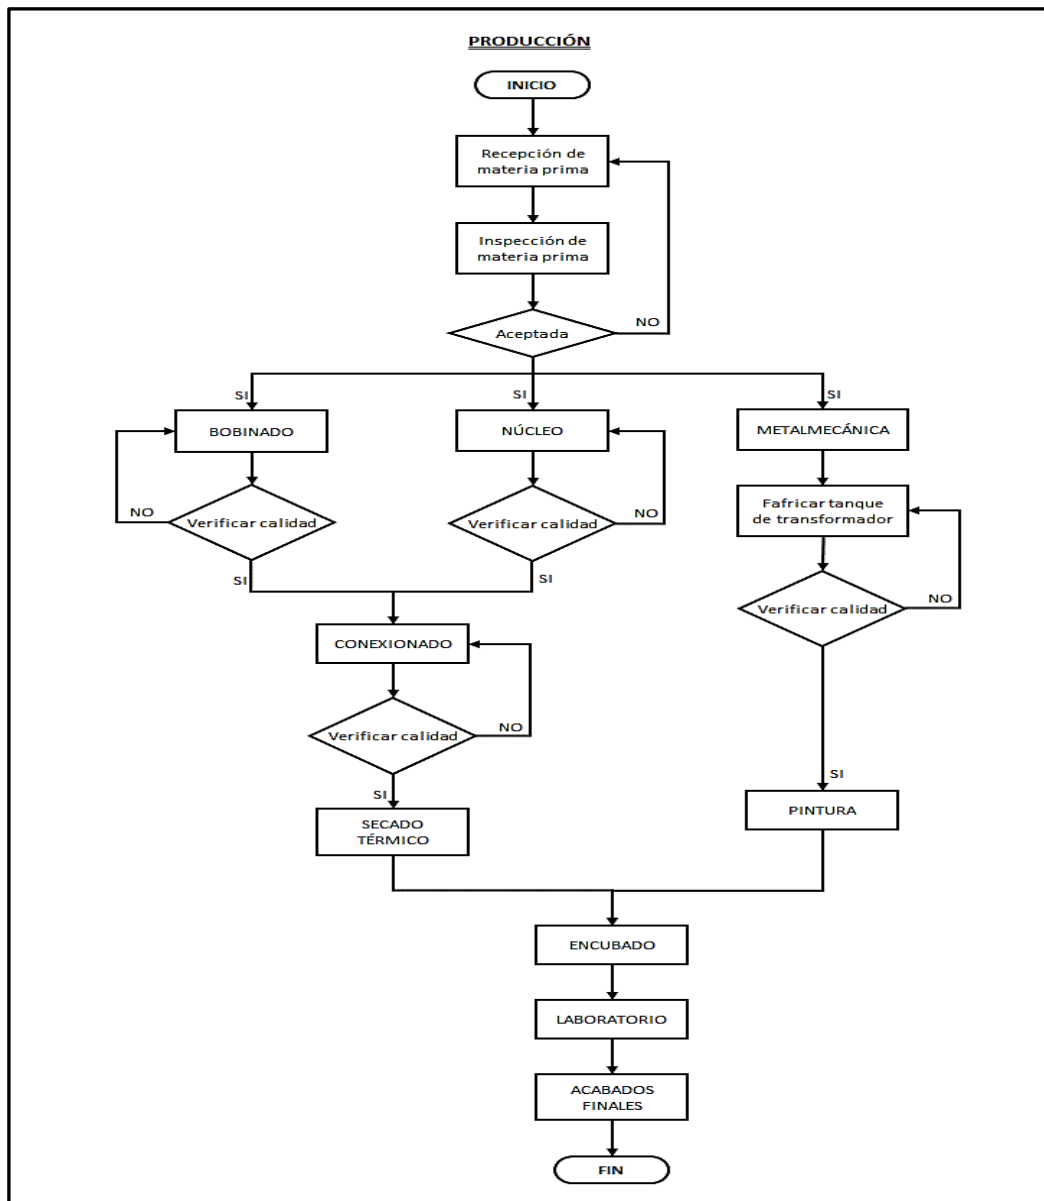 PRODUCCIÓN
INICIO
Recepción de
materia prima
Inspección de
materia prima
Aceptada
NO
SI
SI
SI
BOBINADO
NÚCLEO
METALMECÁNICA
Fafricar tanque
de transformador
NO
Verificar calidad
Verificar calidad
NO
SI
SI
Verificar calidad
NO
CONEXIONADO
Verificar calidad
NO
SI
SI
SECADO
TÉRMICO
PINTURA
ENCUBADO
LABORATORIO
ACABADOS
FINALES
FIN